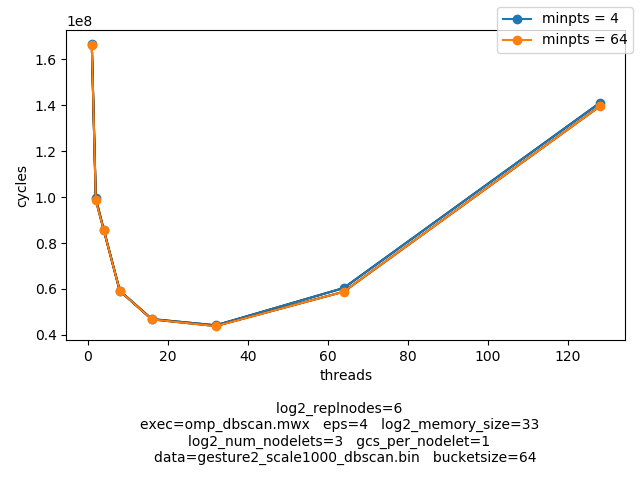 1e8
minpts = 4
minpts = 64
1.6
1.4
1.2
1.0
0.8
0.6
0.4
cycles
0 20 40 60 80 100 120
threads
log2_replnodes=6
exec=omp_dbscan.mwx eps=4 log2_memory_size=33
log2_num_nodelets=3 gcs_per_nodelet=1
data=gesture2_scale1000_dbscan.bin bucketsize=64